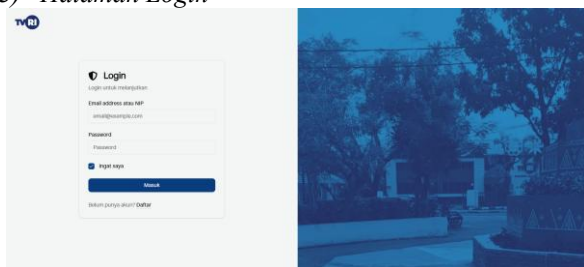 Halaman Login
TVRI
Login
Login untuk melanjutkan
Email address atau NIP
email@example.com
Password
Password
Ingat saya
Masuk
Belum punya akun? Daftar